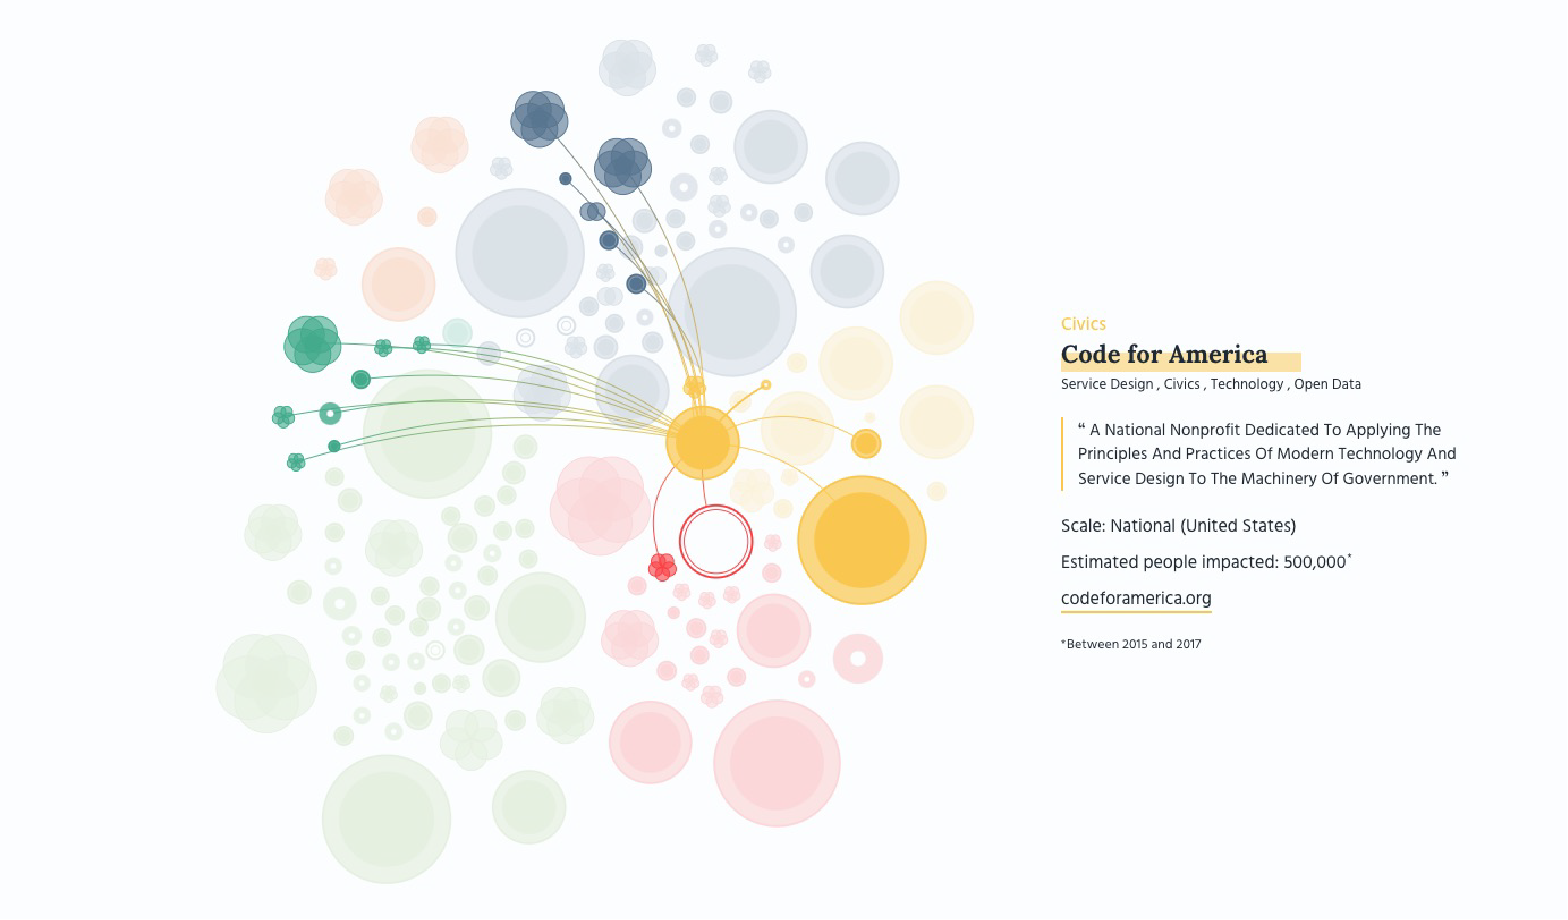 Civics
Code for America
Service Design , Civics , Technology , Open Data
“ A National Nonprofit Dedicated To Applying The
Principles And Practices Of Modern Technology And
Service Design To The Machinery Of Government. ”
Scale: National (United States)
Estimated people impacted: 500,000*
codeforamerica.org
*Between 2015 and 2017